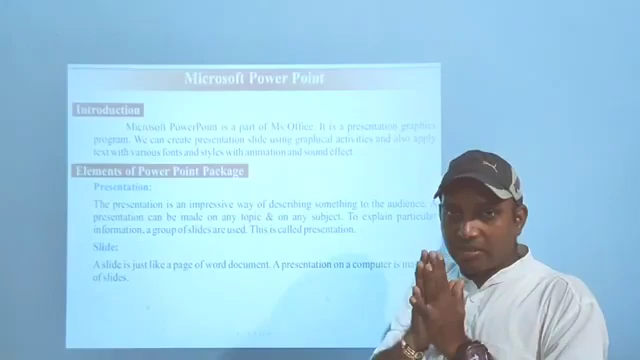 Microsoft Power Point
Introduction
Microsoft PowerPoint is a part of Ms Office. It is a presentation graphics
program. We can create presentation slide using graphical activities and also apply
text with various fonts and styles with animation and sound effect.
Elements of Power Point Package
Presentation:
The presentation is an impressive way of describing something to the audience. A
presentation can be made on any topic & on any subject. To explain particular
information, a group of slides are used. This is called presentation.
Slide:
A slide is just like a page of word document. A presentation on a computer is
of slides.